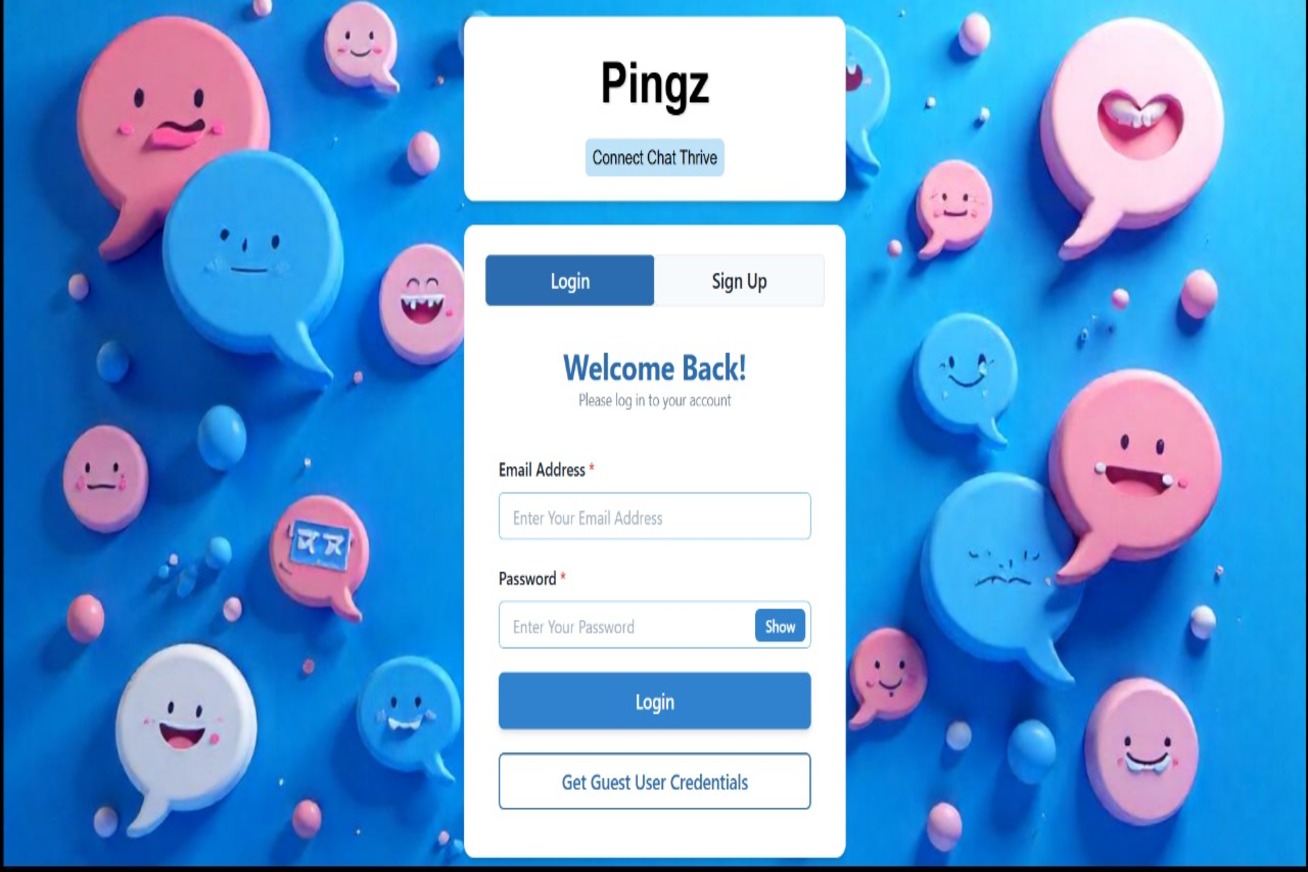 Pingz
Connect Chat Thrive
Login
Sign Up
Welcome Back!
Please log in to your account
Email Address *
Enter Your Email Address
Password *
Enter Your Password
Show
Login
Get Guest User Credentials